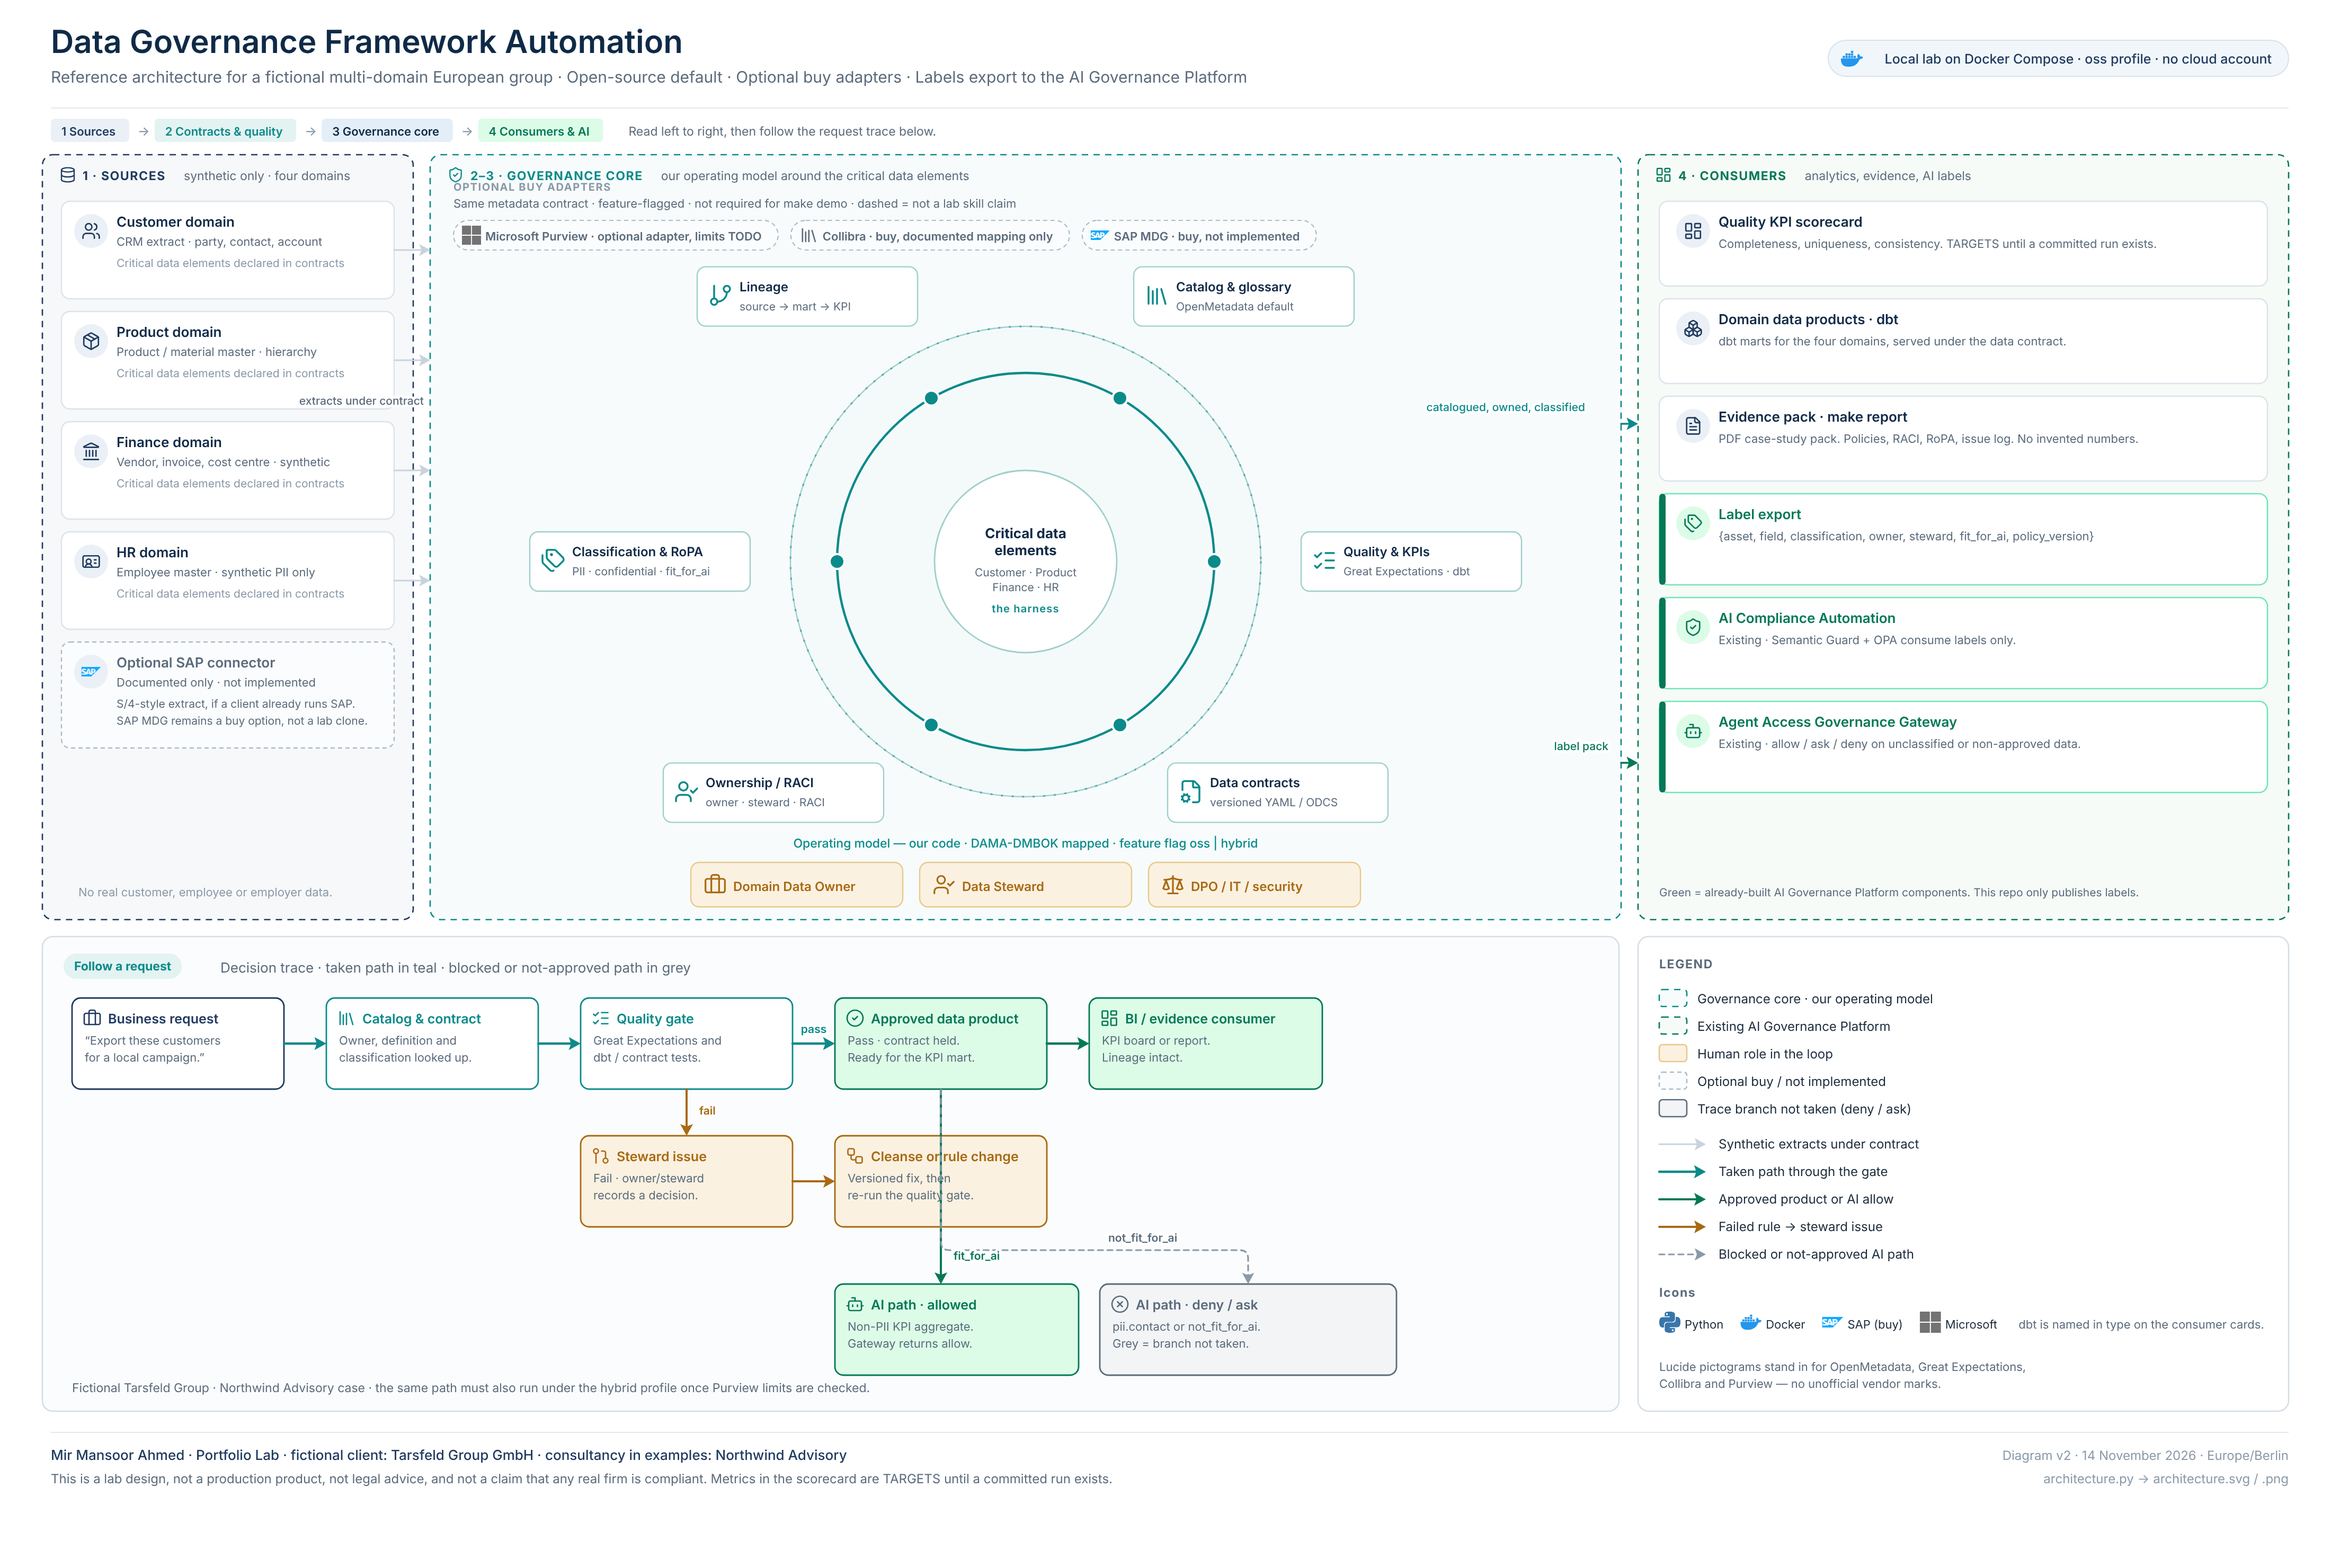 Data Governance Framework Automation
Reference architecture for a fictional multi-domain European group · Open-source default · Optional buy adapters · Labels export to the AI Governance Platform
Local lab on Docker Compose · oss profile · no cloud account
1 Sources → 2 Contracts & quality → 3 Governance core → 4 Consumers & AI Read left to right, then follow the request trace below.
1 · SOURCES synthetic only · four domains
Customer domain
CRM extract · party, contact, account
Critical data elements declared in contracts
Product domain
Product / material master · hierarchy
Critical data elements declared in contracts
extracts under contract
Finance domain
Vendor, invoice, cost centre · synthetic
Critical data elements declared in contracts
HR domain
Employee master · synthetic PII only
Critical data elements declared in contracts
SAP
Optional SAP connector
Documented only · not implemented
S/4-style extract, if a client already runs SAP.
SAP MDG remains a buy option, not a lab clone.
No real customer, employee or employer data.
2–3 · GOVERNANCE CORE our operating model around the critical data elements
OPTIONAL BUY ADAPTERS
Same metadata contract · feature-flagged · not required for make demo · dashed = not a lab skill claim
Microsoft Purview · optional adapter, limits TODO
Collibra · buy, documented mapping only
SAP SAP MDG · buy, not implemented
Lineage
source → mart → KPI
Catalog & glossary
OpenMetadata default
catalogued, owned, classified
Classification & RoPA
PII · confidential · fit_for_ai
Critical data
elements
Customer · Product
Finance · HR
the harness
Quality & KPIs
Great Expectations · dbt
label pack
Ownership / RACI
owner · steward · RACI
Data contracts
versioned YAML / ODCS
Operating model — our code · DAMA-DMBOK mapped · feature flag oss | hybrid
Domain Data Owner
Data Steward
DPO / IT / security
4 · CONSUMERS analytics, evidence, AI labels
Quality KPI scorecard
Completeness, uniqueness, consistency. TARGETS until a committed run exists.
Domain data products · dbt
dbt marts for the four domains, served under the data contract.
Evidence pack · make report
PDF case-study pack. Policies, RACI, RoPA, issue log. No invented numbers.
Label export
{asset, field, classification, owner, steward, fit_for_ai, policy_version}
AI Compliance Automation
Existing · Semantic Guard + OPA consume labels only.
Agent Access Governance Gateway
Existing · allow / ask / deny on unclassified or non-approved data.
Green = already-built AI Governance Platform components. This repo only publishes labels.
Follow a request Decision trace · taken path in teal · blocked or not-approved path in grey
Business request
“Export these customers
for a local campaign.”
Catalog & contract
Owner, definition and
classification looked up.
Quality gate
Great Expectations and
dbt / contract tests.
pass
Approved data product
Pass · contract held.
Ready for the KPI mart.
BI / evidence consumer
KPI board or report.
Lineage intact.
fail
Steward issue
Fail · owner/steward
records a decision.
Cleanse or rule change
Versioned fix, then
re-run the quality gate.
not_fit_for_ai
fit_for_ai
AI path · allowed
Non-PII KPI aggregate.
Gateway returns allow.
AI path · deny / ask
pii.contact or not_fit_for_ai.
Grey = branch not taken.
Fictional Tarsfeld Group · Northwind Advisory case · the same path must also run under the hybrid profile once Purview limits are checked.
LEGEND
Governance core · our operating model
Existing AI Governance Platform
Human role in the loop
Optional buy / not implemented
Trace branch not taken (deny / ask)
Synthetic extracts under contract
Taken path through the gate
Approved product or AI allow
Failed rule → steward issue
Blocked or not-approved AI path
Icons
Python Docker SAP SAP (buy) Microsoft dbt is named in type on the consumer cards.
Lucide pictograms stand in for OpenMetadata, Great Expectations,
Collibra and Purview — no unofficial vendor marks.
Mir Mansoor Ahmed · Portfolio Lab · fictional client: Tarsfeld Group GmbH · consultancy in examples: Northwind Advisory
This is a lab design, not a production product, not legal advice, and not a claim that any real firm is compliant. Metrics in the scorecard are TARGETS until a committed run exists.
Diagram v2 · 14 November 2026 · Europe/Berlin
architecture.py → architecture.svg / .png